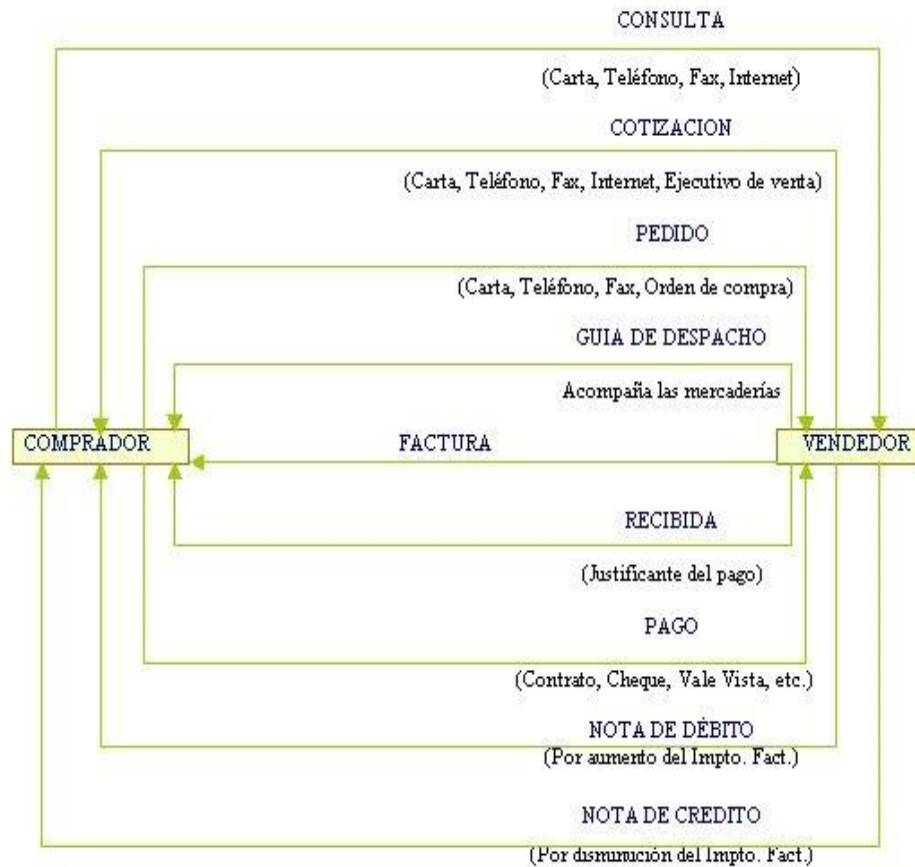 CONSULTA
(Carta, Teléfono, Fax, Internet)
COTIZACION
(Carta, Teléfono, Fax, Internet, Ejecutivo de venta)
PEDIDO
(Carta, Teléfono, Fax, Orden de compra)
GUIA DE DESPACHO
Acompaña las mercaderías
COMPRADOR
FACTURA
VENDEDOR
RECIBIDA
(Justificante del pago)
PAGO
(Contrato, Cheque, Vale Vista, etc.)
NOTA DE DÉBITO
(Por aumento del Impto. Fact.)
NOTA DE CREDITO
(Por disminución del Impto. Fact.)